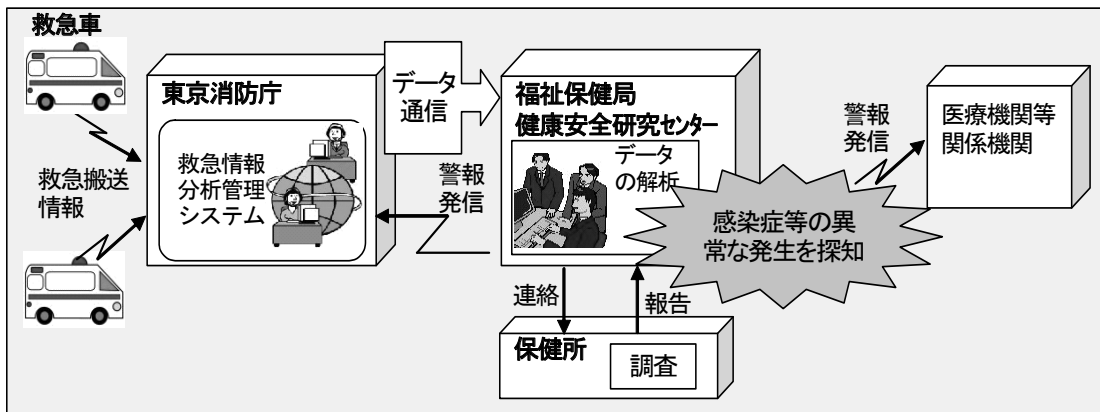 救急車
救急搬送
情報
東京消防庁
救急情報
分析管理
システム
データ
通信
警報
発信
福祉保健局
健康安全研究センター
データ
の解析
感染症等の異
常な発生を探知
警報
発信
医療機関等
関係機関
連絡
報告
保健所
調査